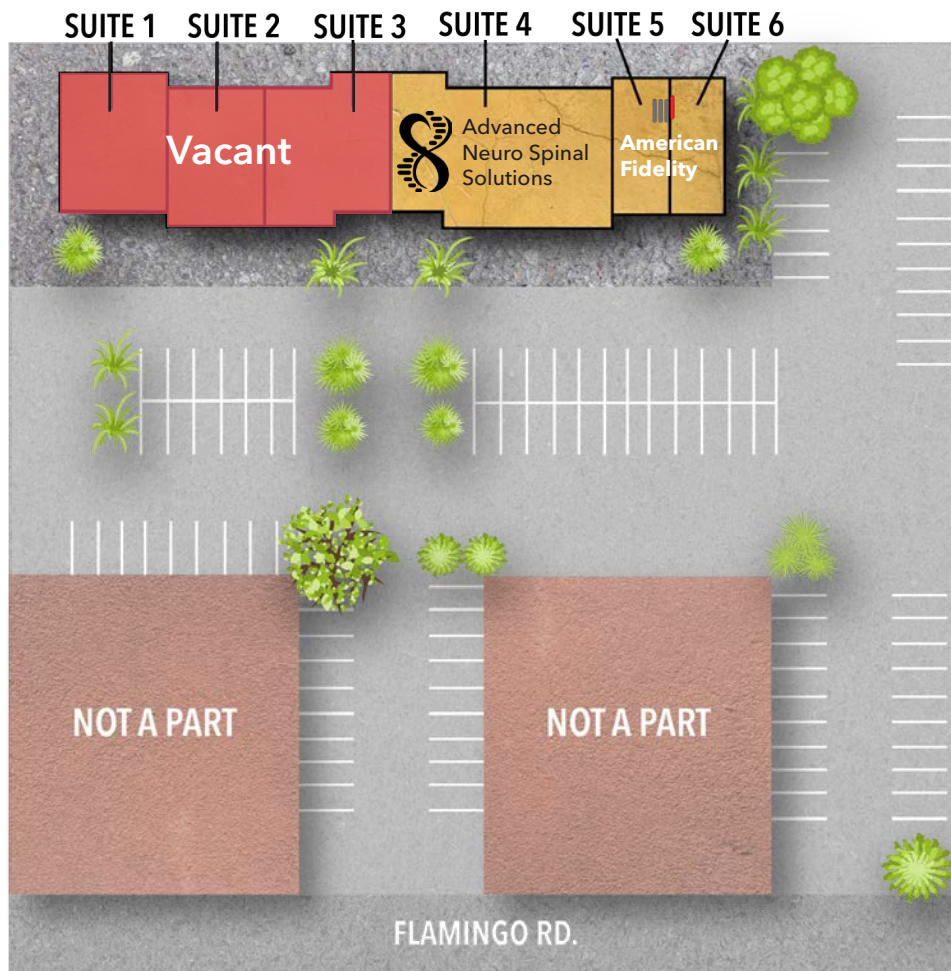 SUITE 1 SUITE 2 SUITE 3 SUITE 4 SUITE 5 SUITE 6
Vacant
Advanced
Neuro Spinal
Solutions
American
Fidelity
NOT A PART
NOT A PART
FLAMINGO RD.